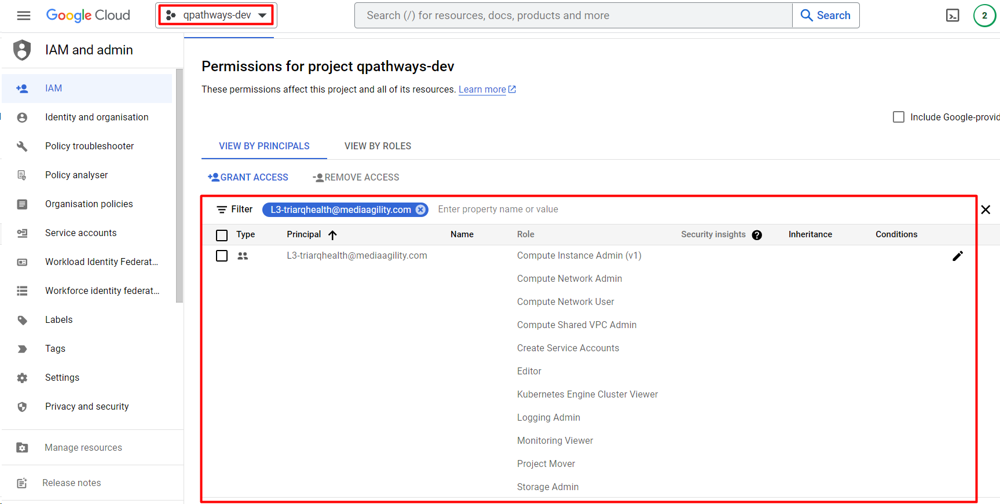 Google Cloud
qpathways-dev
Search (/) for resources, docs, products and more
Search
2
IAM and admin
IAM
Identity and organisation
Policy troubleshooter
Policy analyser
Organisation policies
Service accounts
Workload Identity Federat...
Workforce identity federat...
Labels
Tags
Settings
Privacy and security
Manage resources
Release notes
Permissions for project qpathways-dev
These permissions affect this project and all of its resources. Learn more
Include Google-provid
VIEW BY PRINCIPALS
VIEW BY ROLES
GRANT ACCESS
REMOVE ACCESS
Filter L3-triarqhealth@mediaagility.com Enter property name or value
Type Principal Name Role Security insights Inheritance Conditions
L3-triarqhealth@mediaagility.com Compute Instance Admin (v1)
Compute Network Admin
Compute Network User
Compute Shared VPC Admin
Create Service Accounts
Editor
Kubernetes Engine Cluster Viewer
Logging Admin
Monitoring Viewer
Project Mover
Storage Admin